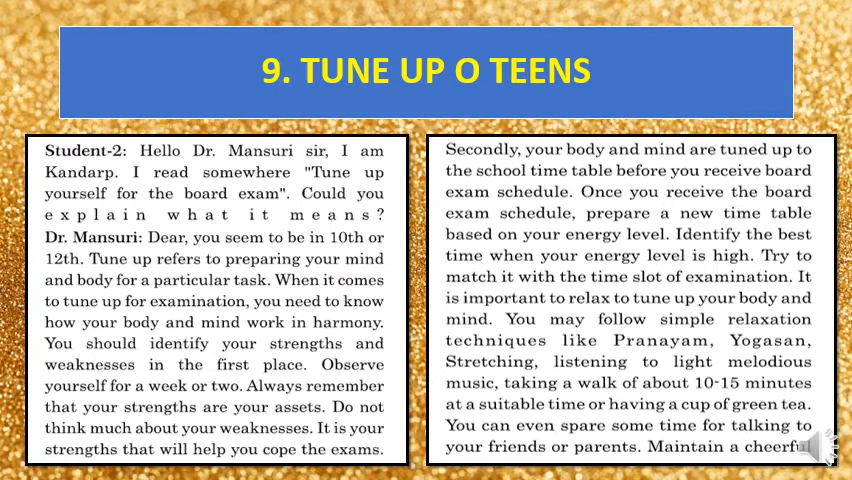 9. TUNE UP O TEENS
Student-2: Hello Dr. Mansuri sir, I am
Kandarp. I read somewhere "Tune up
yourself for the board exam". Could you
explain what it means?
Dr. Mansuri: Dear, you seem to be in 10th or
12th. Tune up refers to preparing your mind
and body for a particular task. When it comes
to tune up for examination, you need to know
how your body and mind work in harmony.
You should identify your strengths and
weaknesses in the first place. Observe
yourself for a week or two. Always remember
that your strengths are your assets. Do not
think much about your weaknesses. It is your
strengths that will help you cope the exams.
Secondly, your body and mind are tuned up to
the school time table before you receive board
exam schedule. Once you receive the board
exam schedule, prepare a new time table
based on your energy level. Identify the best
time when your energy level is high. Try to
match it with the time slot of examination. It
is important to relax to tune up your body and
mind. You may follow simple relaxation
techniques like Pranayam, Yogasan,
Stretching, listening to light melodious
music, taking a walk of about 10-15 minutes
at a suitable time or having a cup of green tea.
You can even spare some time for talking to
your friends or parents. Maintain a cheerful